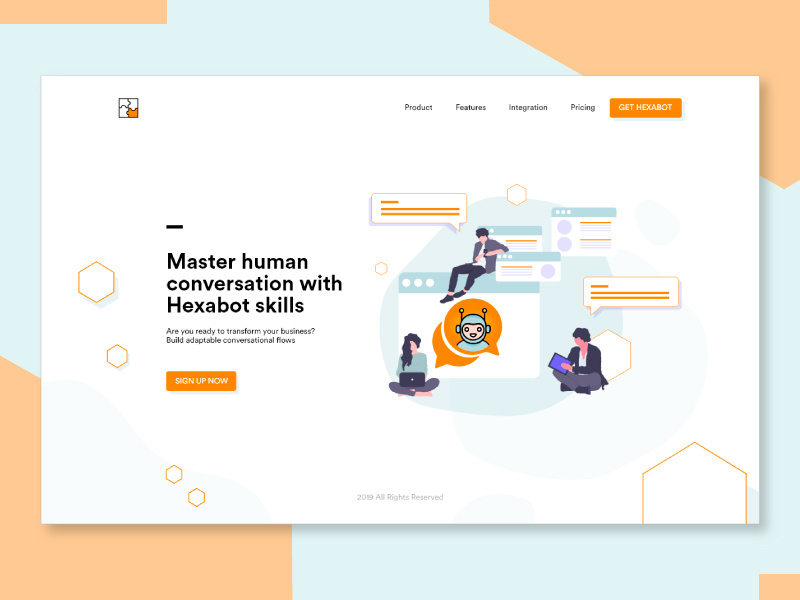 Product Features Integration Pricing GET HEXABOT
Master human
conversation with
Hexabot skills
Are you ready to transform your business?
Build adaptable conversational flows
SIGN UP NOW
2019 All Rights Reserved